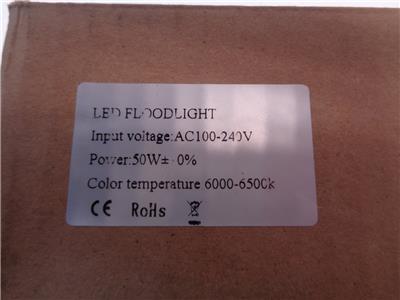 LED FLOODLIGHT
Input voltage:AC100-240V
Power:50W± 0%
Color temperature 6000-6500k
CE RoHs